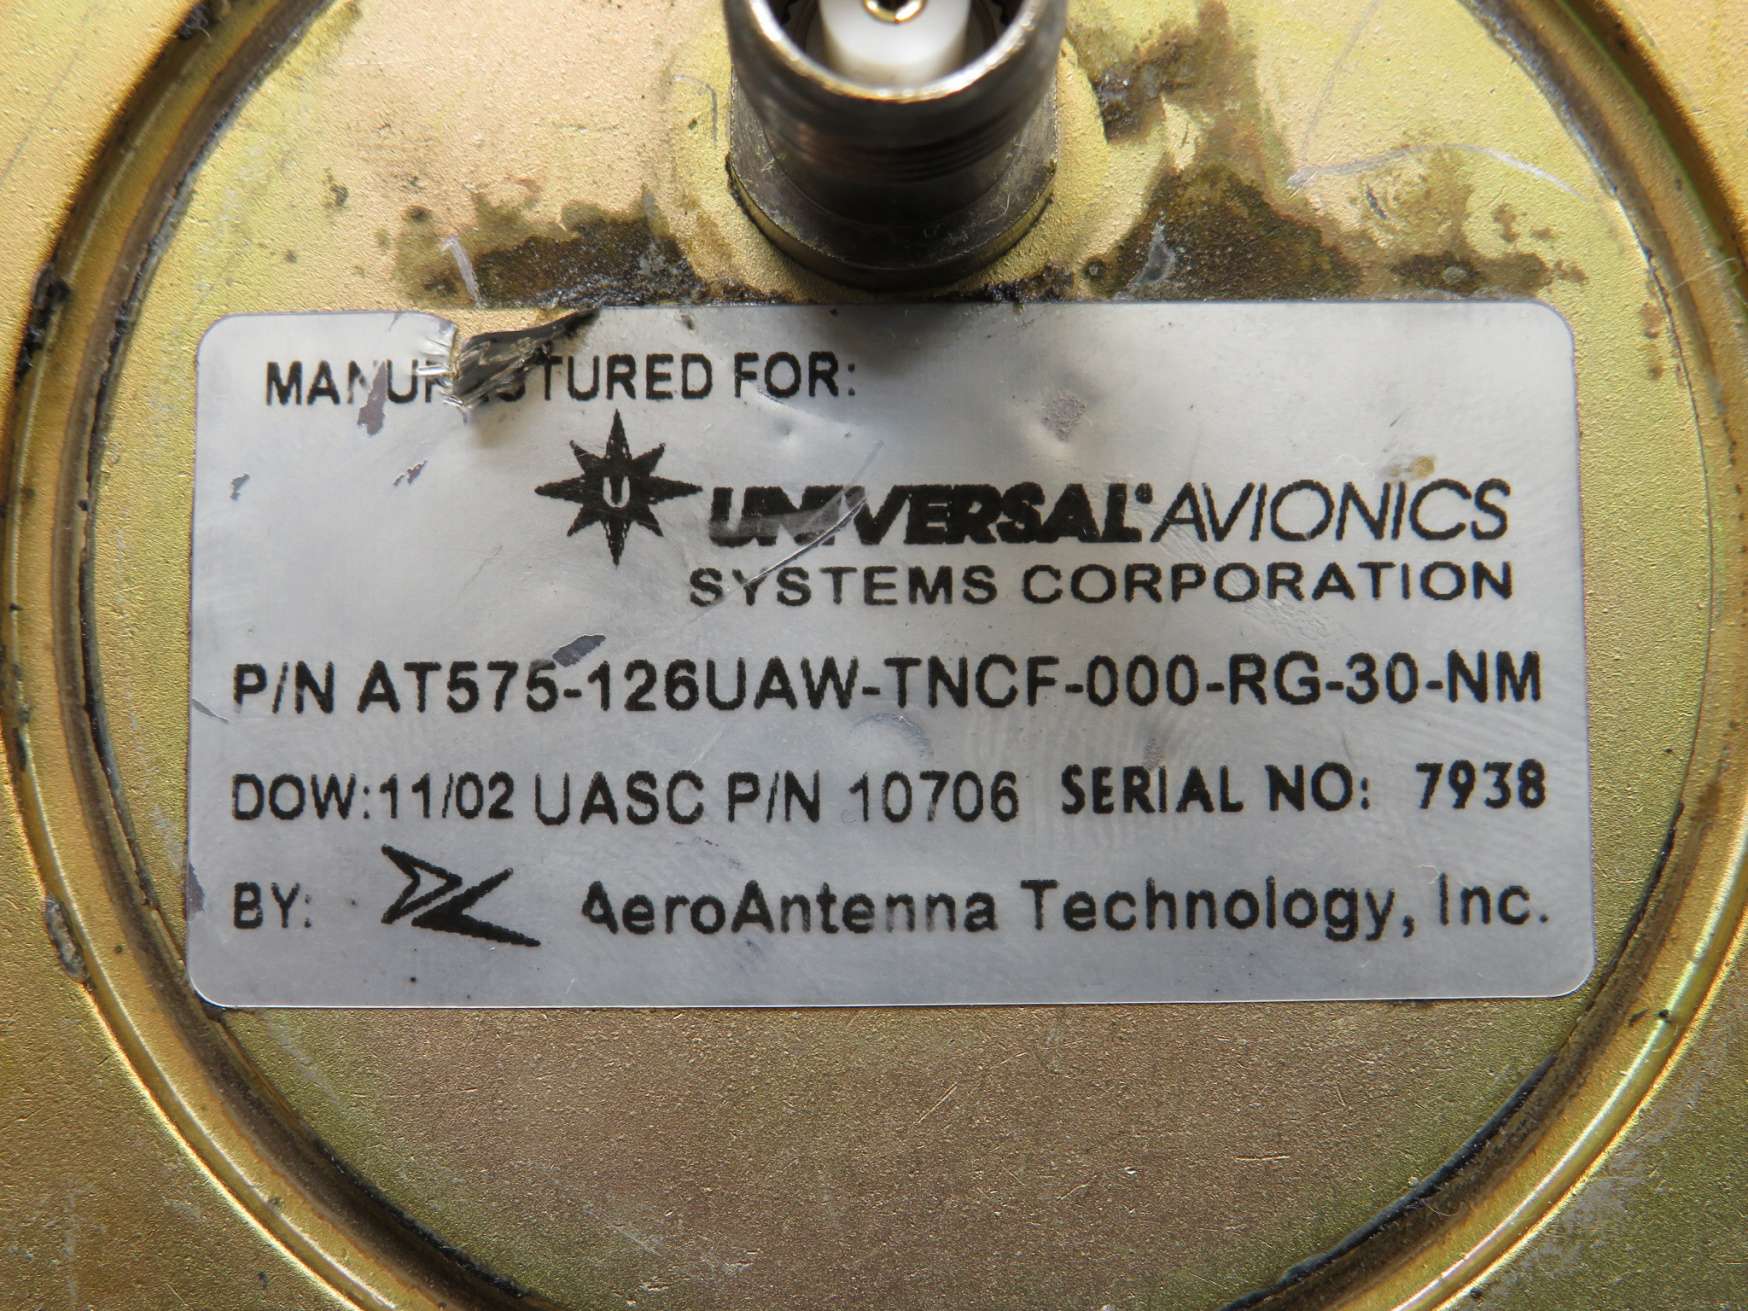 MANUFACTURED FOR:
U UNIVERSAL® AVIONICS
SYSTEMS CORPORATION
P/N AT575-126UAW-TNCF-000-RG-30-NM
DOW:11/02 UASC P/N 10706 SERIAL NO: 7938
BY: AeroAntenna Technology, Inc.